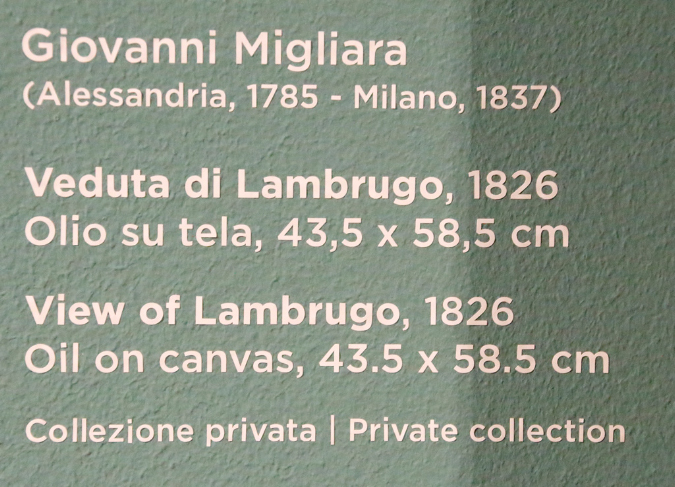 Giovanni Migliara
(Alessandria, 1785 - Milano, 1837)
Veduta di Lambrugo, 1826
Olio su tela, 43,5 x 58,5 cm
View of Lambrugo, 1826
Oil on canvas, 43.5 x 58.5 cm
Collezione privata | Private collection